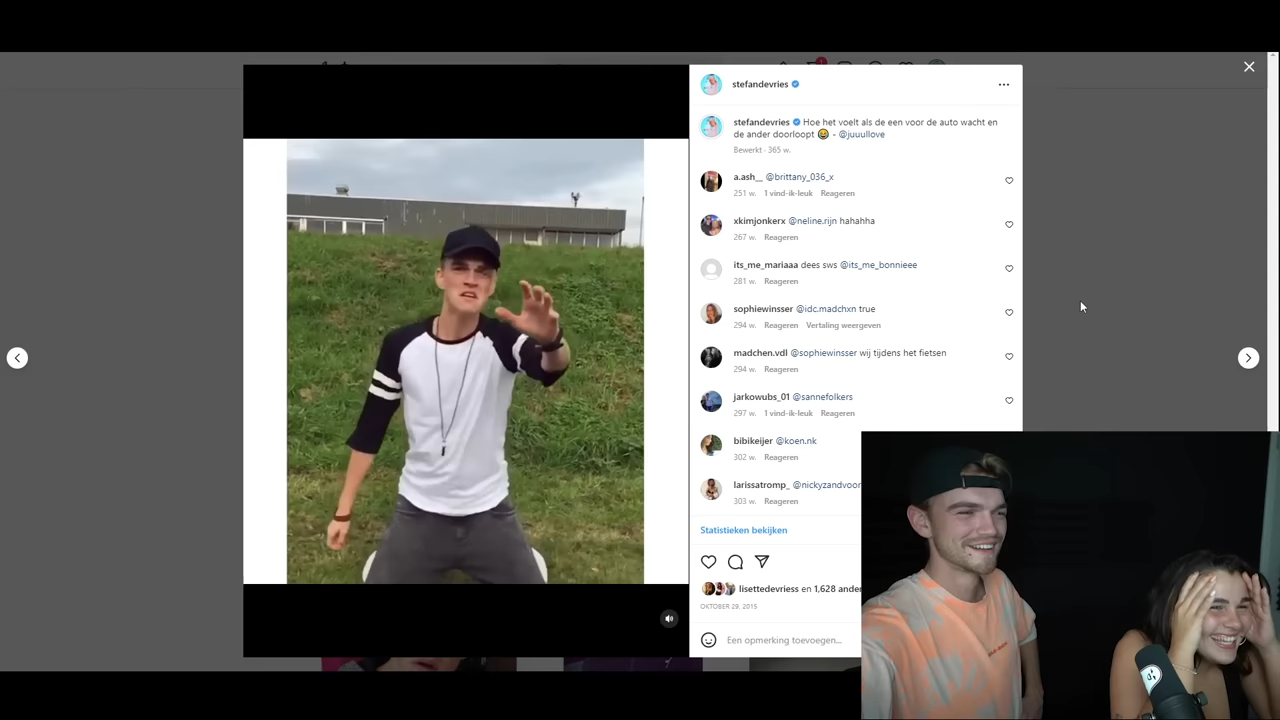 stefandevries
stefandevries Hoe het voelt als de een voor de auto wacht en
de ander doorloopt 😂 - @juuullove
Bewerkt · 365 w.
a.ash__ @brittany_036_x
251 w. 1 vind-ik-leuk Reageren
xkimjonkerx @neline.rijn hahahha
267 w. Reageren
its_me_mariaaa dees sws @its_me_bonnieee
281 w. Reageren
sophiewinsser @idc.madchxn true
294 w. Reageren Vertaling weergeven
madchen.vdl @sophiewinsser wij tijdens het fietsen
294 w. Reageren
jarkowubs_01 @sannefolkers
297 w. 1 vind-ik-leuk Reageren
bibikeijer @koen.nk
302 w. Reageren
larissatromp_ @nickyzandvoor
303 w. Reageren
Statistieken bekijken
lisettedevriess en 1,628 ander
OKTOBER 29, 2015
Een opmerking toevoegen...